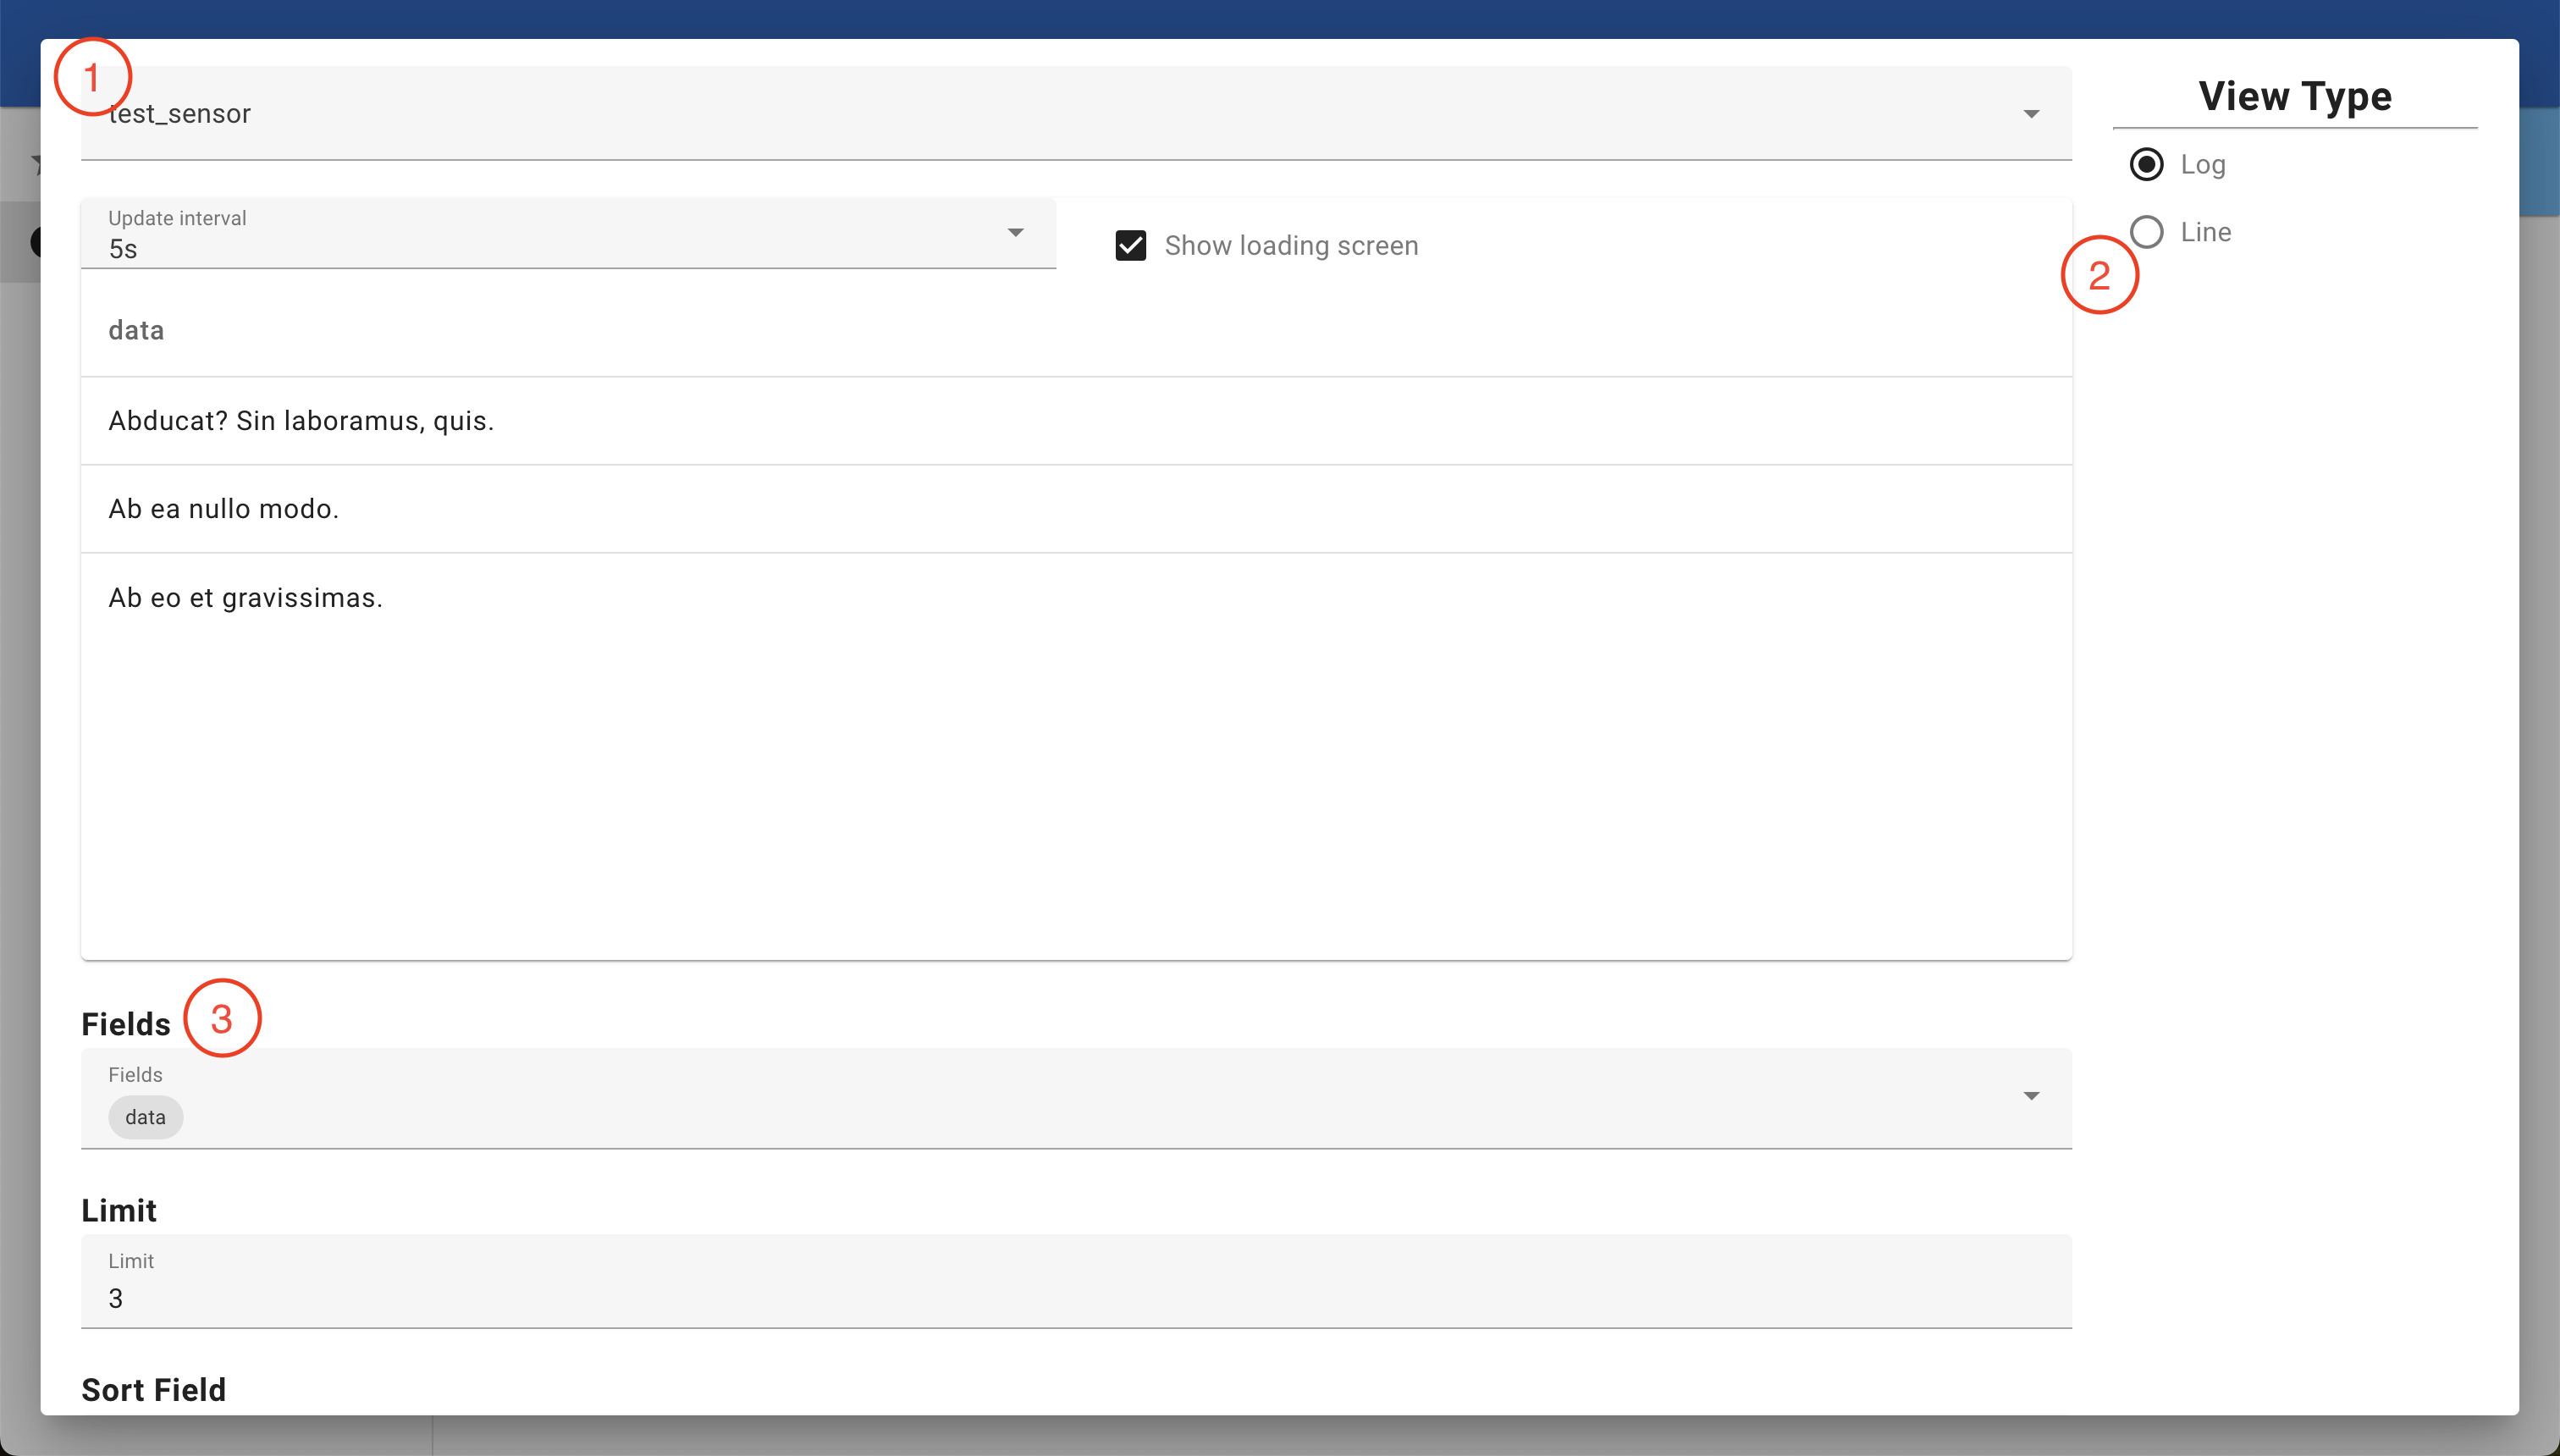 1
test_sensor
View Type
Log
Line
2
Update interval
5s
Show loading screen
data
Abducat? Sin laboramus, quis.
Ab ea nullo modo.
Ab eo et gravissimas.
Fields
3
Fields
data
Limit
Limit
3
Sort Field